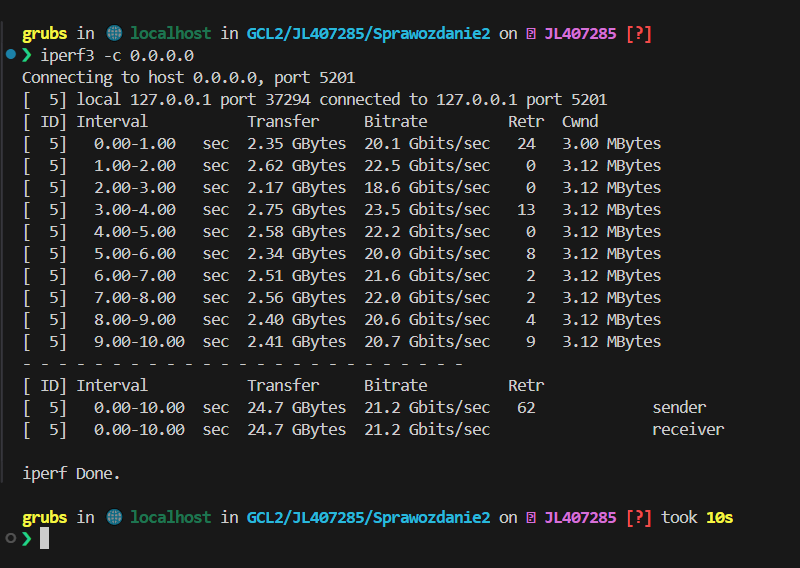 grubs in 🌐 localhost in GCL2/JL407285/Sprawozdanie2 on JL407285 [?]
❯ iperf3 -c 0.0.0.0
Connecting to host 0.0.0.0, port 5201
[  5] local 127.0.0.1 port 37294 connected to 127.0.0.1 port 5201
[ ID] Interval           Transfer     Bitrate         Retr  Cwnd
[  5]   0.00-1.00   sec  2.35 GBytes  20.1 Gbits/sec   24   3.00 MBytes
[  5]   1.00-2.00   sec  2.62 GBytes  22.5 Gbits/sec    0   3.12 MBytes
[  5]   2.00-3.00   sec  2.17 GBytes  18.6 Gbits/sec    0   3.12 MBytes
[  5]   3.00-4.00   sec  2.75 GBytes  23.5 Gbits/sec   13   3.12 MBytes
[  5]   4.00-5.00   sec  2.58 GBytes  22.2 Gbits/sec    0   3.12 MBytes
[  5]   5.00-6.00   sec  2.34 GBytes  20.0 Gbits/sec    8   3.12 MBytes
[  5]   6.00-7.00   sec  2.51 GBytes  21.6 Gbits/sec    2   3.12 MBytes
[  5]   7.00-8.00   sec  2.56 GBytes  22.0 Gbits/sec    2   3.12 MBytes
[  5]   8.00-9.00   sec  2.40 GBytes  20.6 Gbits/sec    4   3.12 MBytes
[  5]   9.00-10.00  sec  2.41 GBytes  20.7 Gbits/sec    9   3.12 MBytes
- - - - - - - - - - - - - - - - - - - - - - - - -
[ ID] Interval           Transfer     Bitrate         Retr
[  5]   0.00-10.00  sec  24.7 GBytes  21.2 Gbits/sec   62             sender
[  5]   0.00-10.00  sec  24.7 GBytes  21.2 Gbits/sec                  receiver
iperf Done.
grubs in 🌐 localhost in GCL2/JL407285/Sprawozdanie2 on JL407285 [?] took 10s
❯